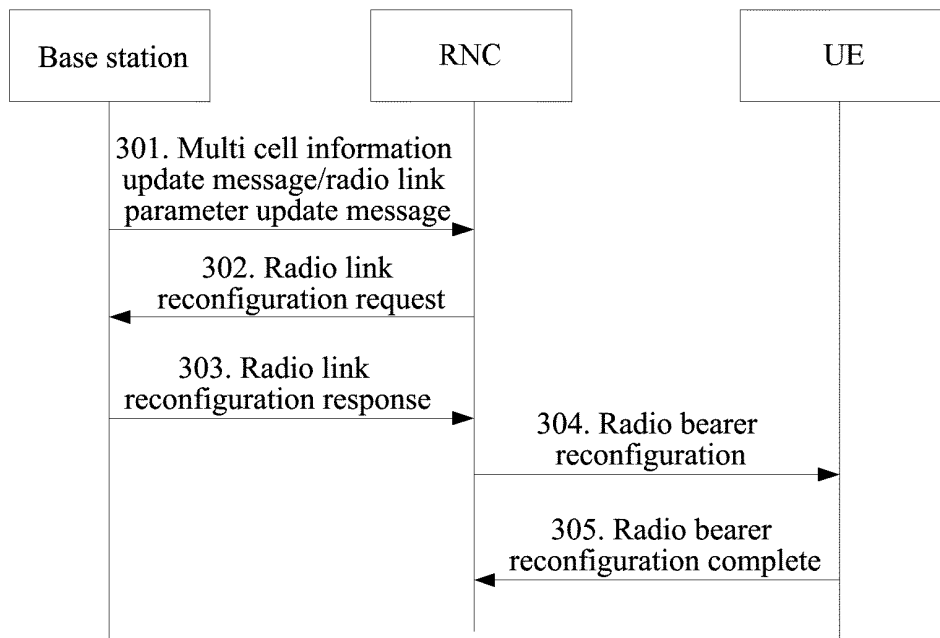 Base station
RNC
UE
301. Multi cell information
update message/radio link
parameter update message
302. Radio link
reconfiguration request
303. Radio link
reconfiguration response
304. Radio bearer
reconfiguration
305. Radio bearer
reconfiguration complete